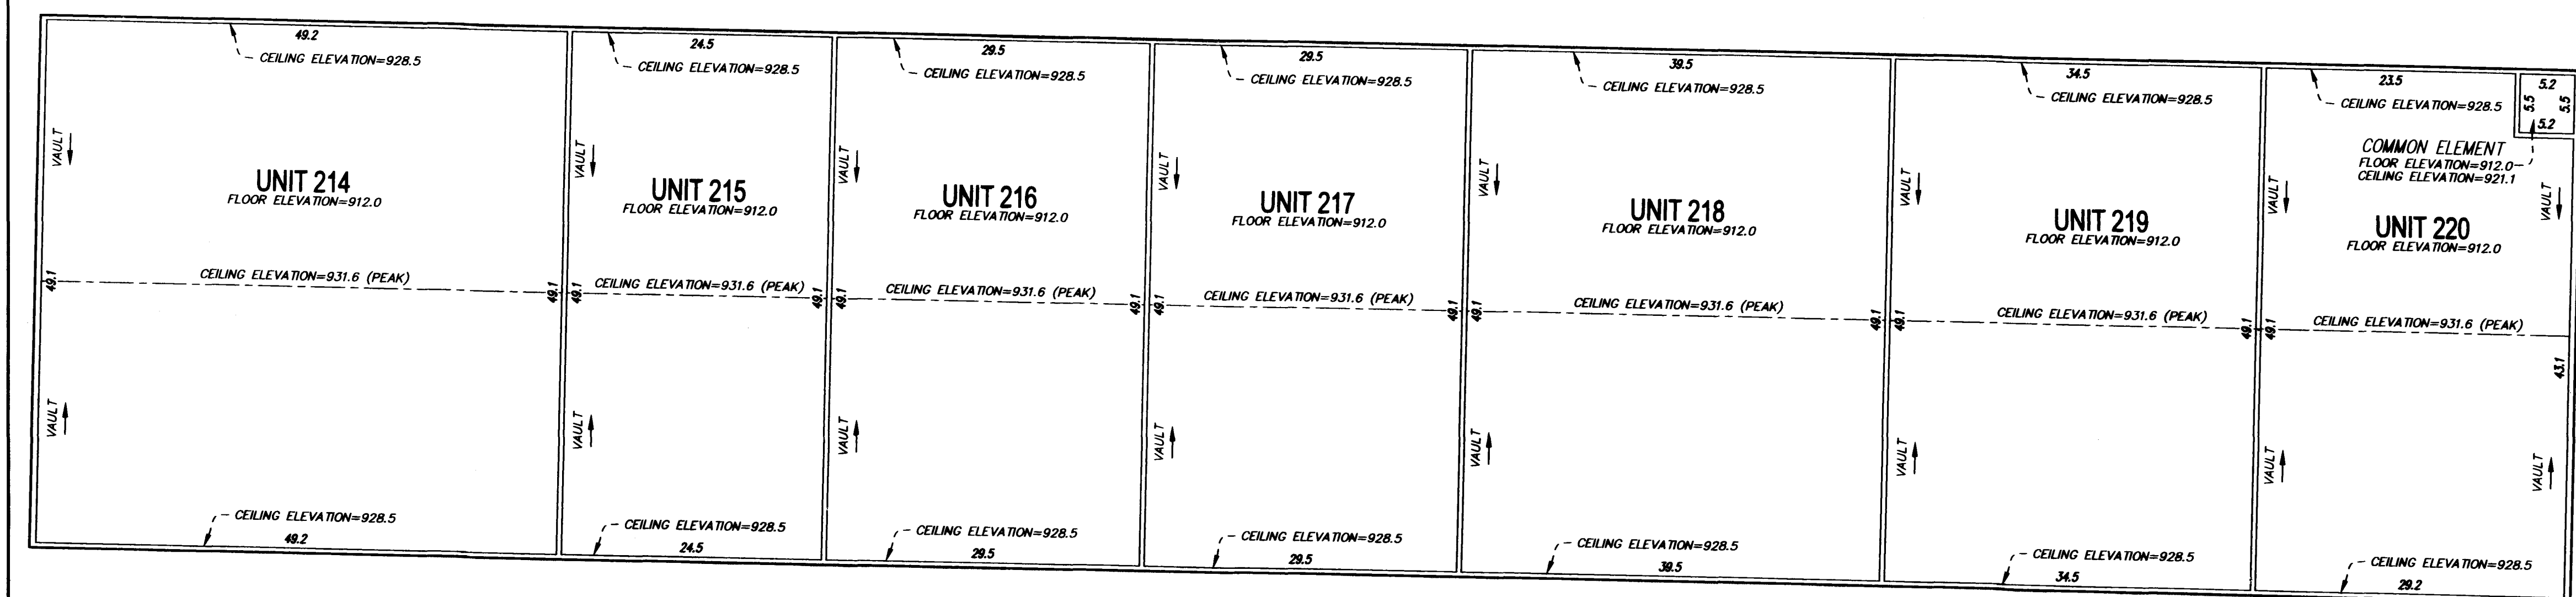 49.2
CEILING ELEVATION=928.5
VAULT
UNIT 214
FLOOR ELEVATION=912.0
49.1
CEILING ELEVATION=931.6 (PEAK)
49.1
VAULT
CEILING ELEVATION=928.5
49.2
24.5
CEILING ELEVATION=928.5
VAULT
UNIT 215
FLOOR ELEVATION=912.0
49.1
CEILING ELEVATION=931.6 (PEAK)
49.1
VAULT
CEILING ELEVATION=928.5
24.5
29.5
CEILING ELEVATION=928.5
VAULT
UNIT 216
FLOOR ELEVATION=912.0
49.1
CEILING ELEVATION=931.6 (PEAK)
49.1
VAULT
CEILING ELEVATION=928.5
29.5
29.5
CEILING ELEVATION=928.5
VAULT
UNIT 217
FLOOR ELEVATION=912.0
49.1
CEILING ELEVATION=931.6 (PEAK)
49.1
VAULT
CEILING ELEVATION=928.5
29.5
39.5
CEILING ELEVATION=928.5
VAULT
UNIT 218
FLOOR ELEVATION=912.0
49.1
CEILING ELEVATION=931.6 (PEAK)
49.1
VAULT
CEILING ELEVATION=928.5
39.5
34.5
CEILING ELEVATION=928.5
VAULT
UNIT 219
FLOOR ELEVATION=912.0
49.1
CEILING ELEVATION=931.6 (PEAK)
49.1
VAULT
CEILING ELEVATION=928.5
34.5
23.5
CEILING ELEVATION=928.5
5.2
5.5
5.5
5.2
COMMON ELEMENT
FLOOR ELEVATION=912.0
CEILING ELEVATION=921.1
VAULT
VAULT
UNIT 220
FLOOR ELEVATION=912.0
49.1
CEILING ELEVATION=931.6 (PEAK)
43.1
VAULT
VAULT
CEILING ELEVATION=928.5
29.2